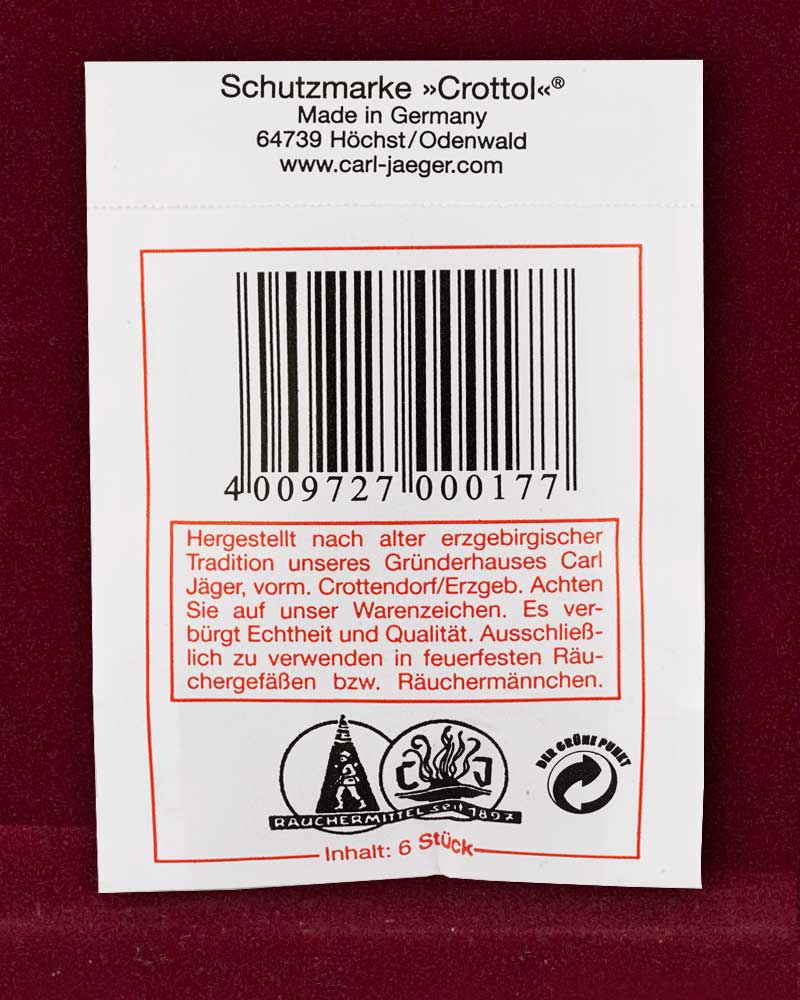 Schutzmarke »Crottol«®
Made in Germany
64739 Höchst/Odenwald
www.carl-jaeger.com
4 009727 000177
Hergestellt nach alter erzgebirgischer
Tradition unseres Gründerhauses Carl
Jäger, vorm. Crottendorf/Erzgeb. Achten
Sie auf unser Warenzeichen. Es ver-
bürgt Echtheit und Qualität. Ausschließ-
lich zu verwenden in feuerfesten Räu-
chergefäßen bzw. Räuchermännchen.
C J
RÄUCHERMITTEL seit 1897
DER GRÜNE PUNKT
Inhalt: 6 Stück